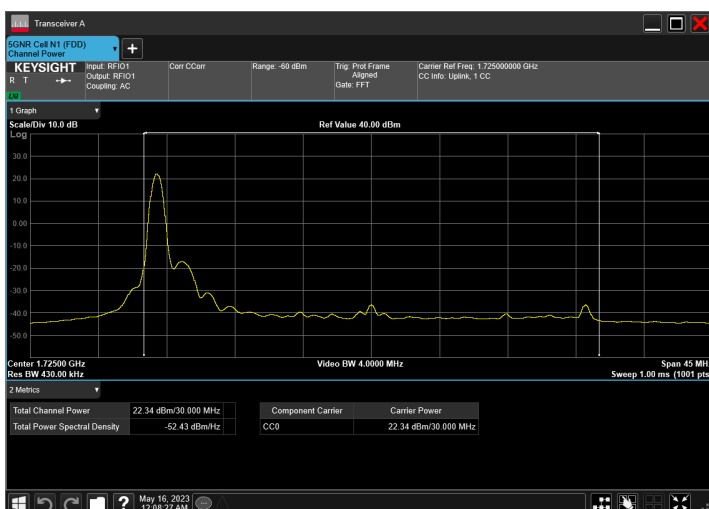 Transceiver A
5GNR Cell N1 (FDD)
Channel Power
KEYSIGHT
R T
LXI
Input: RFIO1
Output: RFIO1
Coupling: AC
Corr CCorr
Range: -60 dBm
Trig: Prot Frame
Aligned
Gate: FFT
Carrier Ref Freq: 1.725000000 GHz
CC Info: Uplink, 1 CC
1 Graph
Scale/Div 10.0 dB
Ref Value 40.00 dBm
Log
30.0
20.0
10.0
0.00
-10.0
-20.0
-30.0
-40.0
-50.0
Center 1.72500 GHz
Video BW 4.0000 MHz
Span 45 MH
Res BW 430.00 kHz
Sweep 1.00 ms (1001 pts
2 Metrics
Total Channel Power 22.34 dBm/30.000 MHz
Total Power Spectral Density -52.43 dBm/Hz
Component Carrier Carrier Power
CC0 22.34 dBm/30.000 MHz
?
May 16, 2023
12:08:27 AM